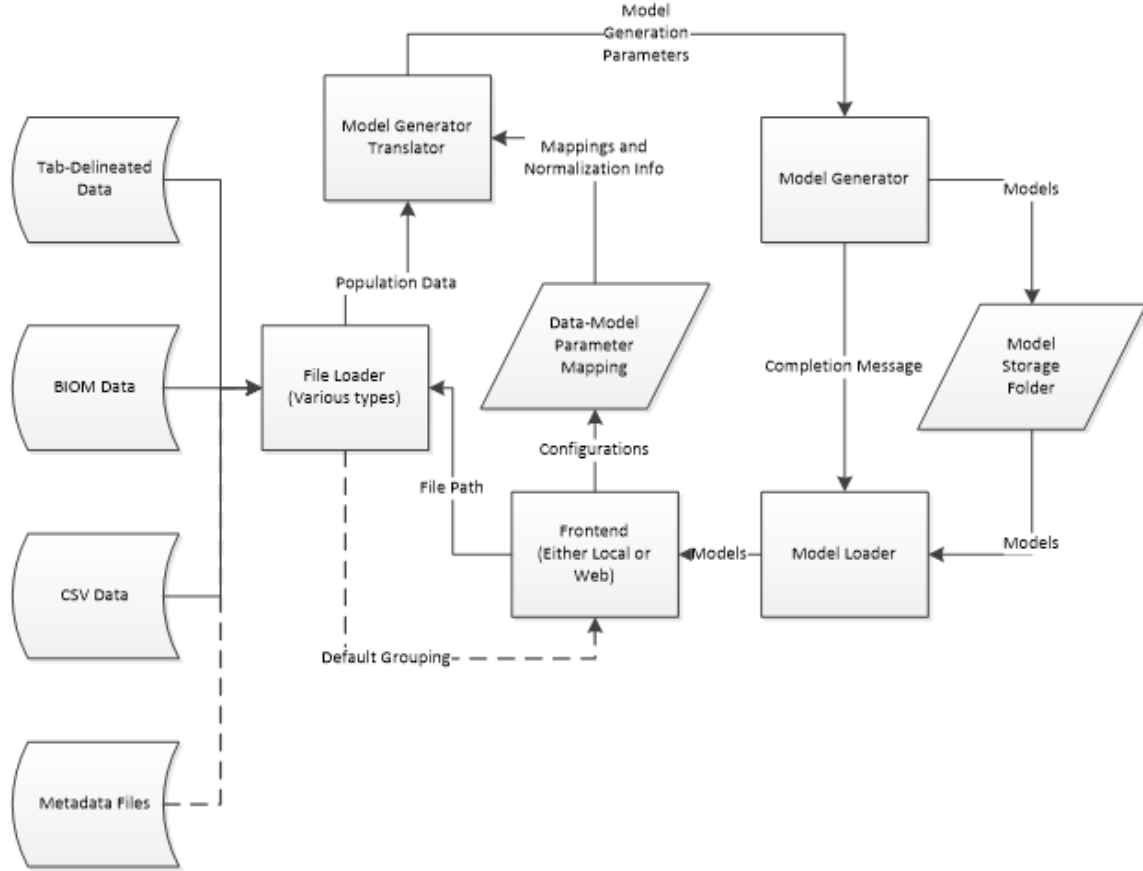 Model
Generation
Parameters
Model Generator
Translator
Mappings and
Normalization Info
Tab-Delineated
Data
Model Generator
Models
Population Data
Data-Model
Parameter
Mapping
Model
Storage
Folder
BIOM Data
File Loader
(Various types)
Completion Message
Configurations
File Path
Frontend
(Either Local or
Web)
Models
Model Loader
Models
CSV Data
Default Grouping
Metadata Files